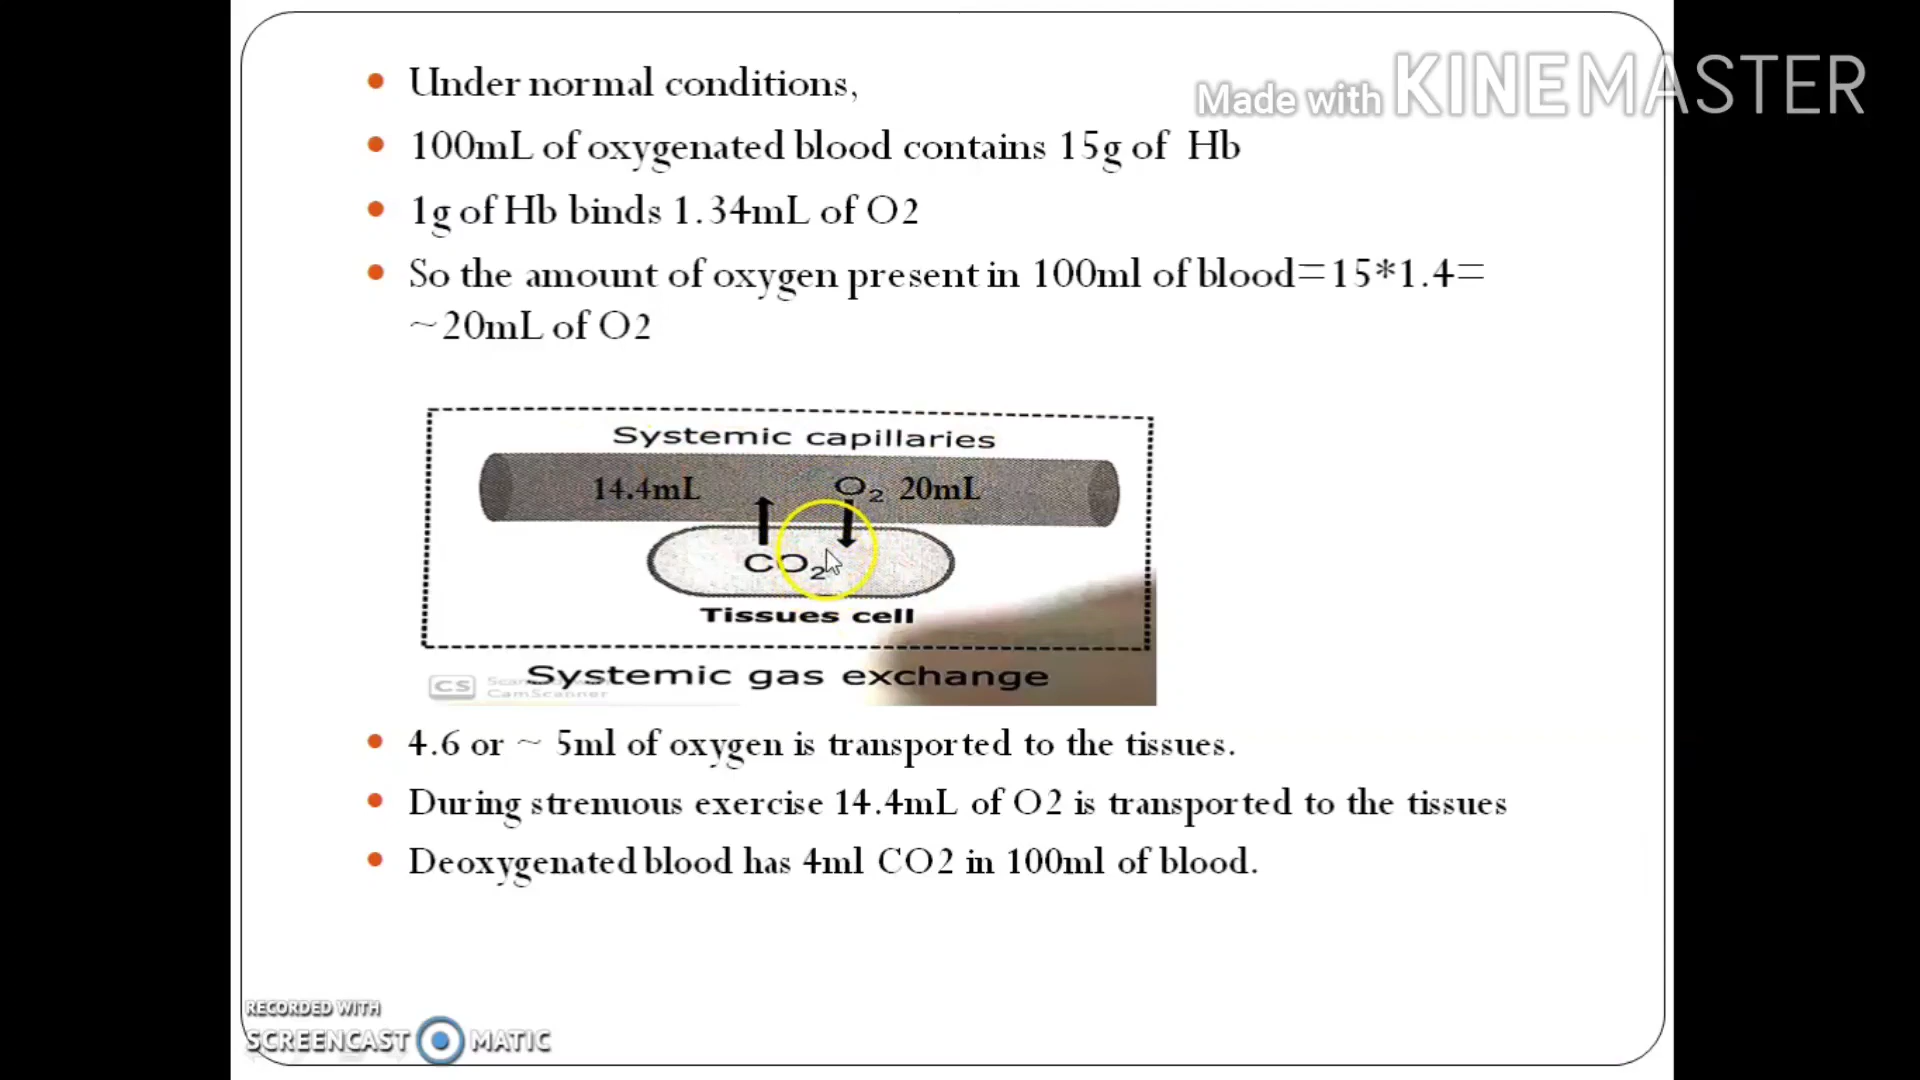 Made with KINEMASTER
Under normal conditions,
100mL of oxygenated blood contains 15g of Hb
1g of Hb binds 1.34mL of O2
So the amount of oxygen present in 100ml of blood=15*1.4=
~20mL of O2
Systemic capillaries
14.4mL O₂ 20mL
CO₂
Tissues cell
Systemic gas exchange
CS
CamScanner
4.6 or ~ 5ml of oxygen is transported to the tissues.
During strenuous exercise 14.4mL of O2 is transported to the tissues
Deoxygenated blood has 4ml CO2 in 100ml of blood.
RECORDED WITH
SCREENCAST MATIC